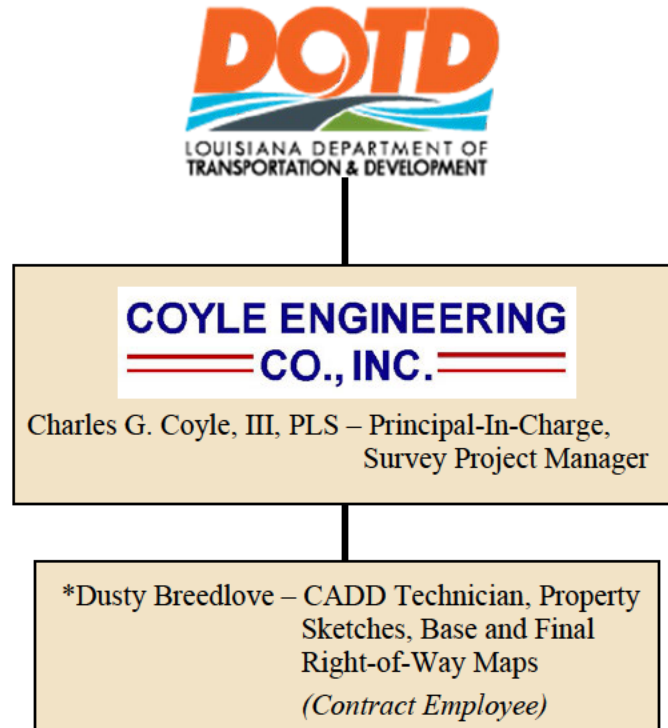 DOTD
LOUISIANA DEPARTMENT OF
TRANSPORTATION & DEVELOPMENT
COYLE ENGINEERING
CO., INC.
Charles G. Coyle, III, PLS – Principal-In-Charge,
Survey Project Manager
*Dusty Breedlove – CADD Technician, Property
Sketches, Base and Final
Right-of-Way Maps
(Contract Employee)